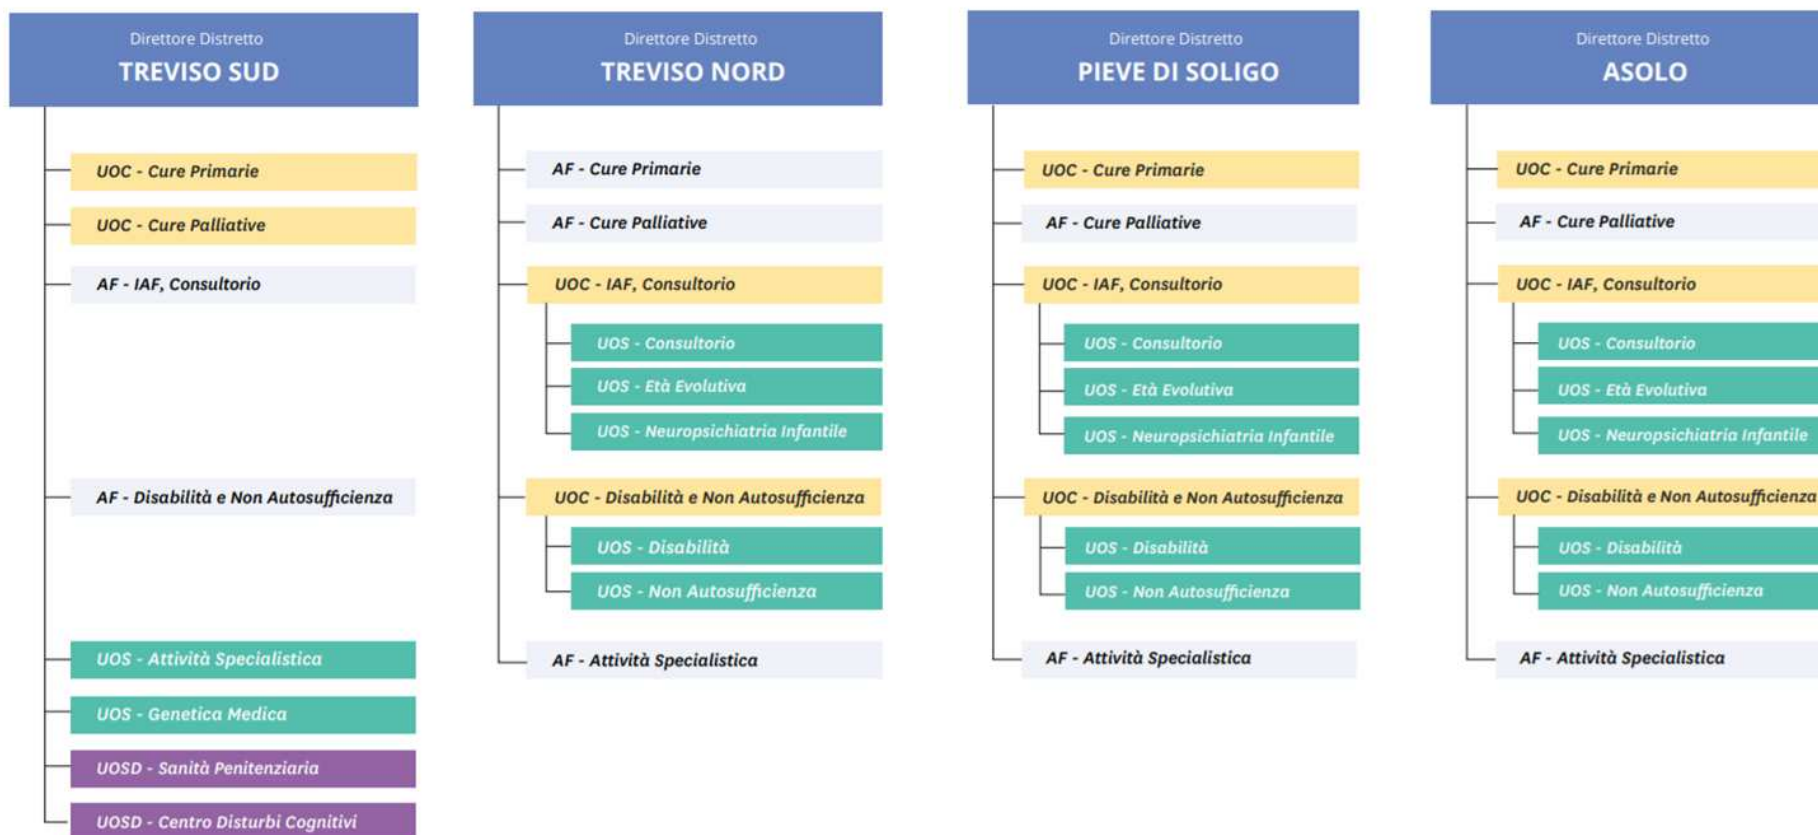 Direttore Distretto
TREVISO SUD
UOC - Cure Primarie
UOC - Cure Palliative
AF - IAF, Consultorio
AF - Disabilità e Non Autosufficienza
UOS - Attività Specialistica
UOS - Genetica Medica
UOSD - Sanità Penitenziaria
UOSD - Centro Disturbi Cognitivi
Direttore Distretto
TREVISO NORD
AF - Cure Primarie
AF - Cure Palliative
UOC - IAF, Consultorio
UOS - Consultorio
UOS - Età Evolutiva
UOS - Neuropsichiatria Infantile
UOC - Disabilità e Non Autosufficienza
UOS - Disabilità
UOS - Non Autosufficienza
AF - Attività Specialistica
Direttore Distretto
PIEVE DI SOLIGO
UOC - Cure Primarie
AF - Cure Palliative
UOC - IAF, Consultorio
UOS - Consultorio
UOS - Età Evolutiva
UOS - Neuropsichiatria Infantile
UOC - Disabilità e Non Autosufficienza
UOS - Disabilità
UOS - Non Autosufficienza
AF - Attività Specialistica
Direttore Distretto
ASOLO
UOC - Cure Primarie
AF - Cure Palliative
UOC - IAF, Consultorio
UOS - Consultorio
UOS - Età Evolutiva
UOS - Neuropsichiatria Infantile
UOC - Disabilità e Non Autosufficienza
UOS - Disabilità
UOS - Non Autosufficienza
AF - Attività Specialistica